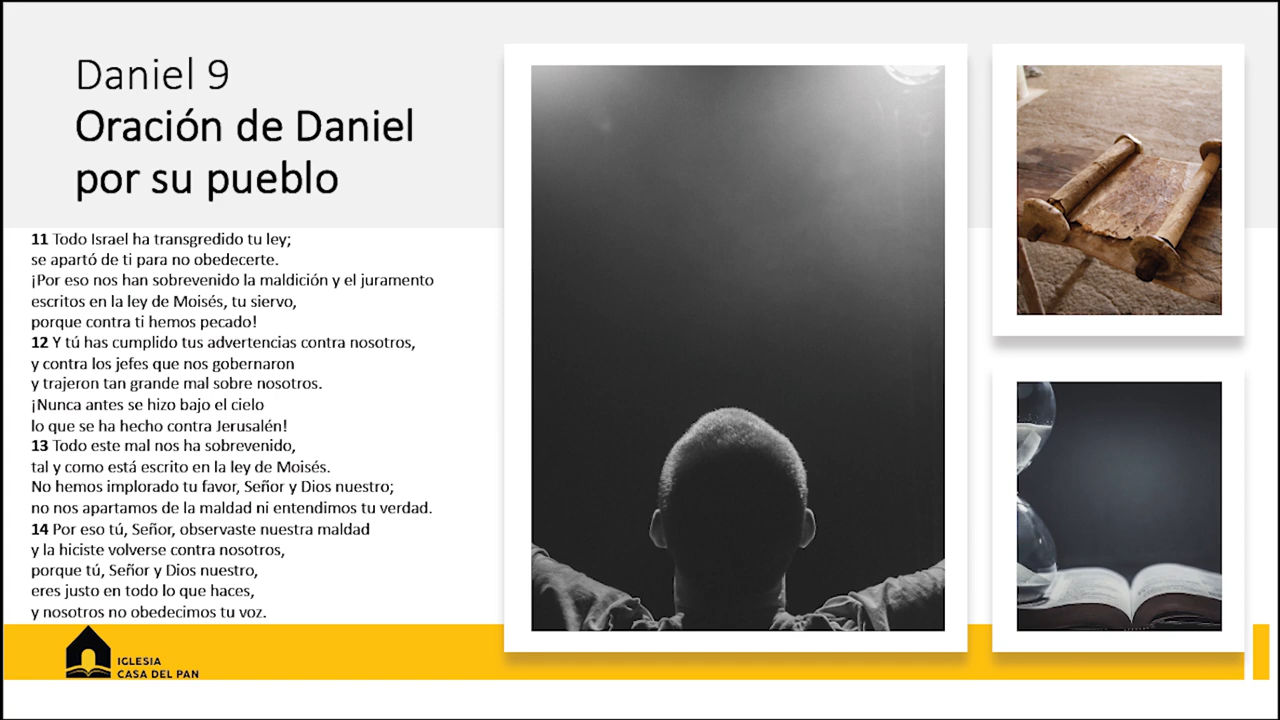 Daniel 9
Oración de Daniel
por su pueblo
11 Todo Israel ha transgredido tu ley;
se apartó de ti para no obedecerte.
¡Por eso nos han sobrevenido la maldición y el juramento
escritos en la ley de Moisés, tu siervo,
porque contra ti hemos pecado!
12 Y tú has cumplido tus advertencias contra nosotros,
y contra los jefes que nos gobernaron
y trajeron tan grande mal sobre nosotros.
¡Nunca antes se hizo bajo el cielo
lo que se ha hecho contra Jerusalén!
13 Todo este mal nos ha sobrevenido,
tal y como está escrito en la ley de Moisés.
No hemos implorado tu favor, Señor y Dios nuestro;
no nos apartamos de la maldad ni entendimos tu verdad.
14 Por eso tú, Señor, observaste nuestra maldad
y la hiciste volverse contra nosotros,
porque tú, Señor y Dios nuestro,
eres justo en todo lo que haces,
y nosotros no obedecimos tu voz.
IGLESIA
CASA DEL PAN